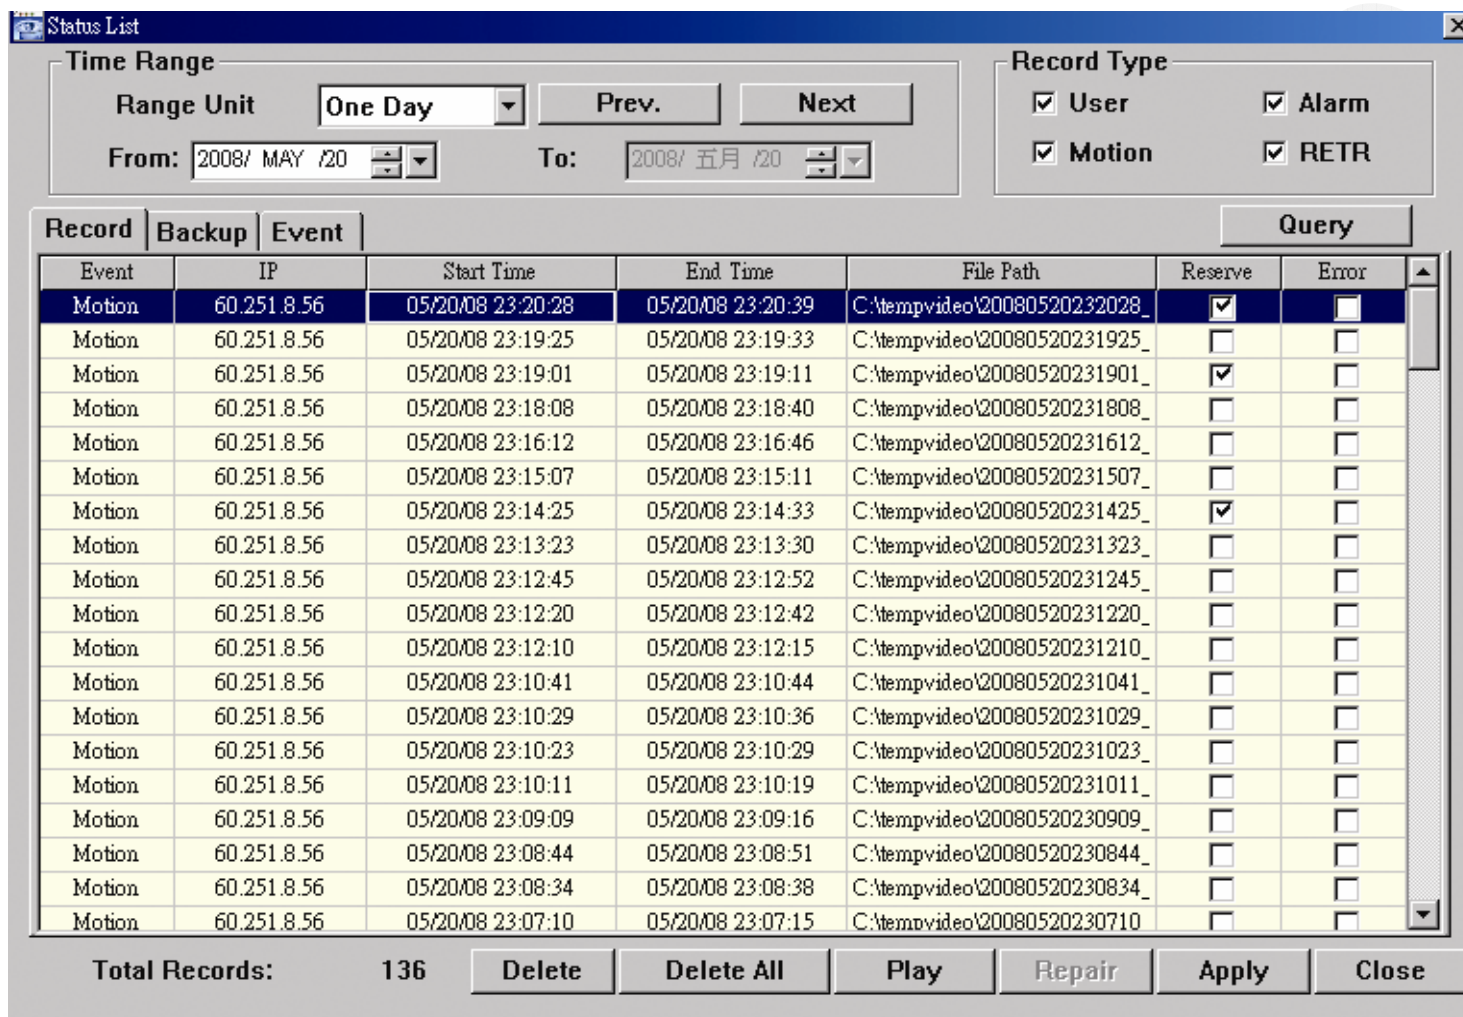 Status List
Time Range
Record Type
Range Unit One Day Prev. Next
User Alarm
From: 2008/ MAY /20 To: 2008/ 五月 /20
Motion RETR
Record Backup Event Query
Event IP Start Time End Time File Path Reserve Error
Motion 60.251.8.56 05/20/08 23:20:28 05/20/08 23:20:39 C:\tempvideo\20080520232028_
Motion 60.251.8.56 05/20/08 23:19:25 05/20/08 23:19:33 C:\tempvideo\20080520231925_
Motion 60.251.8.56 05/20/08 23:19:01 05/20/08 23:19:11 C:\tempvideo\20080520231901_
Motion 60.251.8.56 05/20/08 23:18:08 05/20/08 23:18:40 C:\tempvideo\20080520231808_
Motion 60.251.8.56 05/20/08 23:16:12 05/20/08 23:16:46 C:\tempvideo\20080520231612_
Motion 60.251.8.56 05/20/08 23:15:07 05/20/08 23:15:11 C:\tempvideo\20080520231507_
Motion 60.251.8.56 05/20/08 23:14:25 05/20/08 23:14:33 C:\tempvideo\20080520231425_
Motion 60.251.8.56 05/20/08 23:13:23 05/20/08 23:13:30 C:\tempvideo\20080520231323_
Motion 60.251.8.56 05/20/08 23:12:45 05/20/08 23:12:52 C:\tempvideo\20080520231245_
Motion 60.251.8.56 05/20/08 23:12:20 05/20/08 23:12:42 C:\tempvideo\20080520231220_
Motion 60.251.8.56 05/20/08 23:12:10 05/20/08 23:12:15 C:\tempvideo\20080520231210_
Motion 60.251.8.56 05/20/08 23:10:41 05/20/08 23:10:44 C:\tempvideo\20080520231041_
Motion 60.251.8.56 05/20/08 23:10:29 05/20/08 23:10:36 C:\tempvideo\20080520231029_
Motion 60.251.8.56 05/20/08 23:10:23 05/20/08 23:10:29 C:\tempvideo\20080520231023_
Motion 60.251.8.56 05/20/08 23:10:11 05/20/08 23:10:19 C:\tempvideo\20080520231011_
Motion 60.251.8.56 05/20/08 23:09:09 05/20/08 23:09:16 C:\tempvideo\20080520230909_
Motion 60.251.8.56 05/20/08 23:08:44 05/20/08 23:08:51 C:\tempvideo\20080520230844_
Motion 60.251.8.56 05/20/08 23:08:34 05/20/08 23:08:38 C:\tempvideo\20080520230834_
Motion 60.251.8.56 05/20/08 23:07:10 05/20/08 23:07:15 C:\tempvideo\20080520230710
Total Records: 136 Delete Delete All Play Repair Apply Close